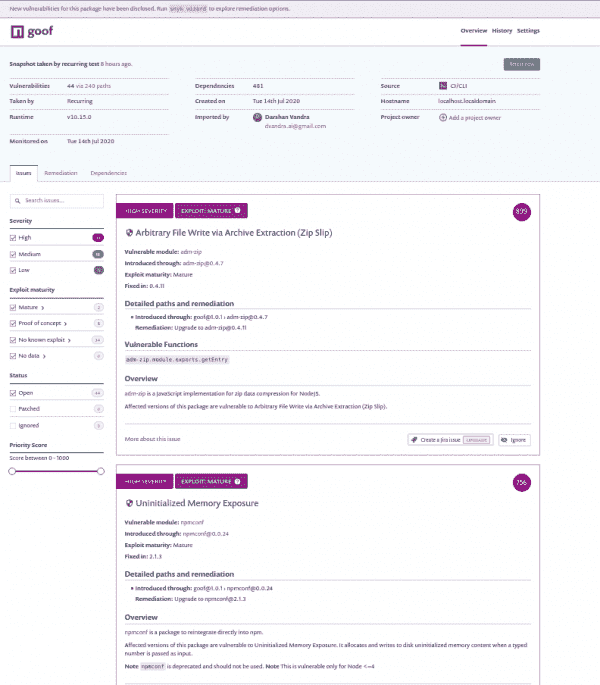 New vulnerabilities for this package have been disclosed. Run snyk wizard to explore remediation options.
goof
Overview History Settings
Snapshot taken by recurring test 8 hours ago.
Vulnerabilities 44 via 240 paths
Dependencies 481
Source CI/CLI
Taken by Recurring
Created on Tue 14th Jul 2020
Hostname localhost.localdomain
Runtime v10.15.0
Imported by Darshan Vandra
dvandra.ai@gmail.com
Project owner Add a project owner
Monitored on Tue 14th Jul 2020
Issues Remediation Dependencies
Search issues...
Severity
High
Medium
Low
Exploit maturity
Mature >
Proof of concept >
No known exploit >
No data >
Status
Open
Patched
Ignored
Priority Score
Score between 0 - 1000
HIGH SEVERITY EXPLOIT: MATURE
899
Arbitrary File Write via Archive Extraction (Zip Slip)
Vulnerable module: adm-zip
Introduced through: adm-zip@0.4.7
Exploit maturity: Mature
Fixed in: 0.4.11
Detailed paths and remediation
• Introduced through: goof@1.0.1 › adm-zip@0.4.7
Remediation: Upgrade to adm-zip@0.4.11
Vulnerable Functions
adm-zip.module.exports.getEntry
Overview
adm-zip is a JavaScript implementation for zip data compression for NodeJS.
Affected versions of this package are vulnerable to Arbitrary File Write via Archive Extraction (Zip Slip).
More about this issue
Create a Jira issue
Ignore
HIGH SEVERITY EXPLOIT: MATURE
756
Uninitialized Memory Exposure
Vulnerable module: npmconf
Introduced through: npmconf@0.0.24
Exploit maturity: Mature
Fixed in: 2.1.3
Detailed paths and remediation
• Introduced through: goof@1.0.1 › npmconf@0.0.24
Remediation: Upgrade to npmconf@2.1.3
Overview
npmconf is a package to reintegrate directly into npm.
Affected versions of this package are vulnerable to Uninitialized Memory Exposure. It allocates and writes to disk uninitialized memory content when a typed
number is passed as input.
Note npmconf is deprecated and should not be used. Note This is vulnerable only for Node <=4